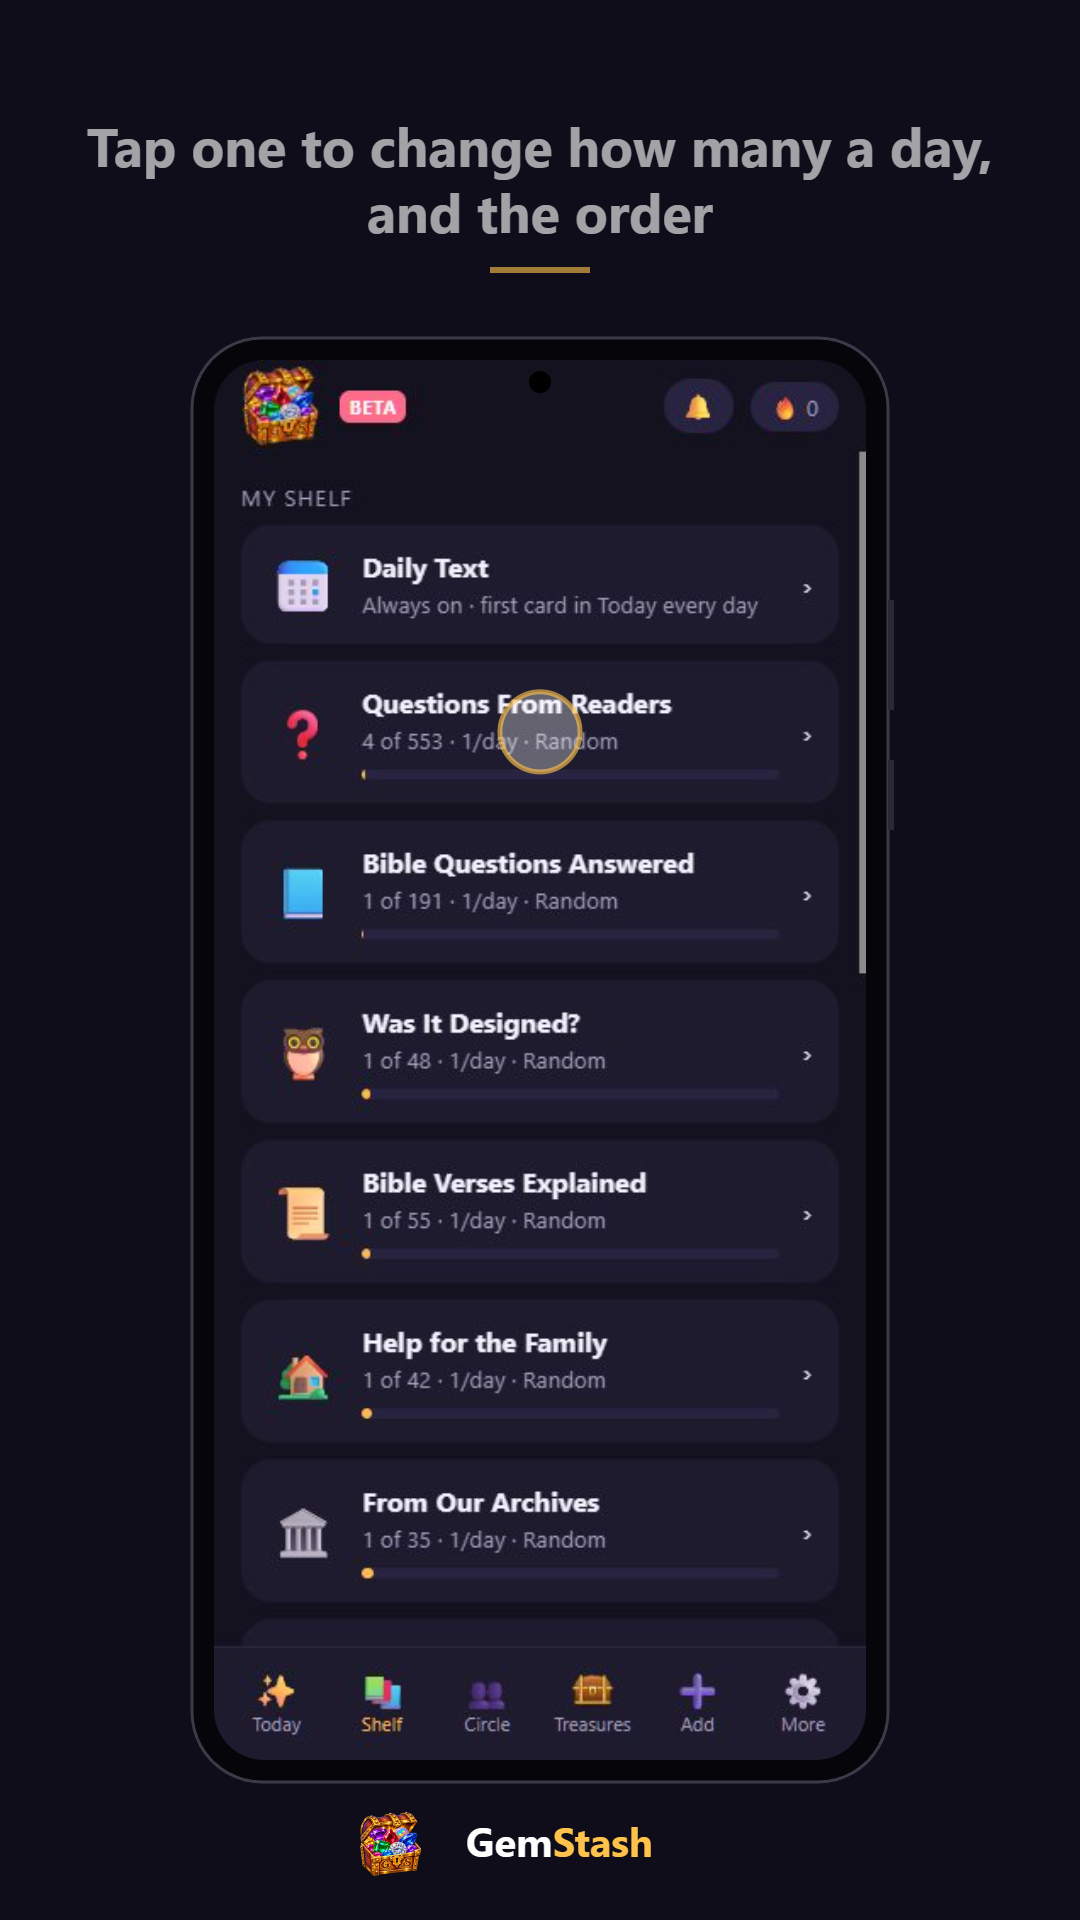 Tap one to change how many a day,
and the order
BETA
0
MY SHELF
Daily Text
Always on · first card in Today every day
Questions From Readers
4 of 553 · 1/day · Random
Bible Questions Answered
1 of 191 · 1/day · Random
Was It Designed?
1 of 48 · 1/day · Random
Bible Verses Explained
1 of 55 · 1/day · Random
Help for the Family
1 of 42 · 1/day · Random
From Our Archives
1 of 35 · 1/day · Random
Today
Shelf
Circle
Treasures
Add
More
GemStash